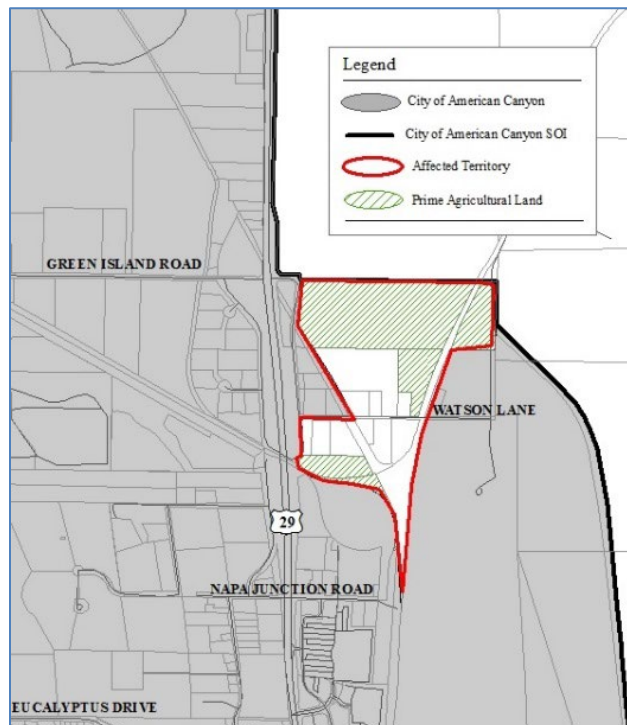 Legend
City of American Canyon
City of American Canyon SOI
Affected Territory
Prime Agricultural Land
GREEN ISLAND ROAD
WATSON LANE
29
NAPA JUNCTION ROAD
EUCALYPTUS DRIVE